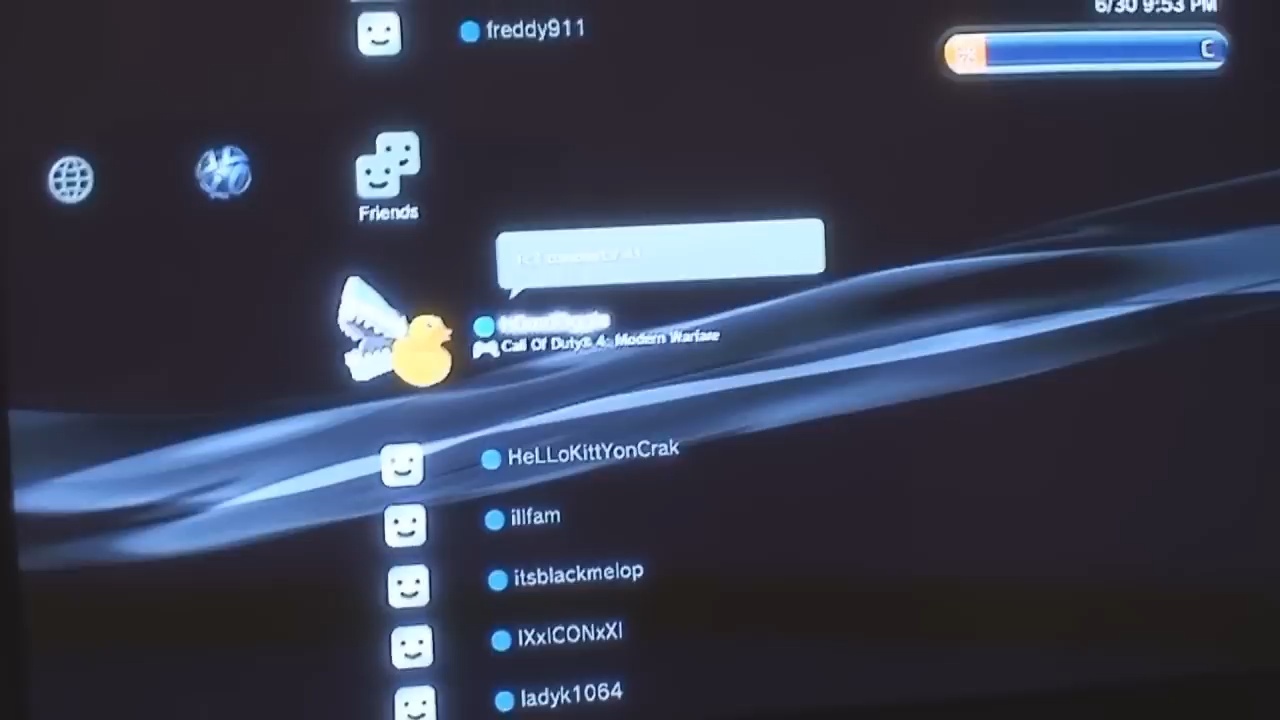 6/30 9:53 PM
freddy911
C
Friends
Call Of Duty® 4: Modern Warfare
HeLLoKittYonCrak
illfam
itsblackmelop
IXxICONxXI
ladyk1064